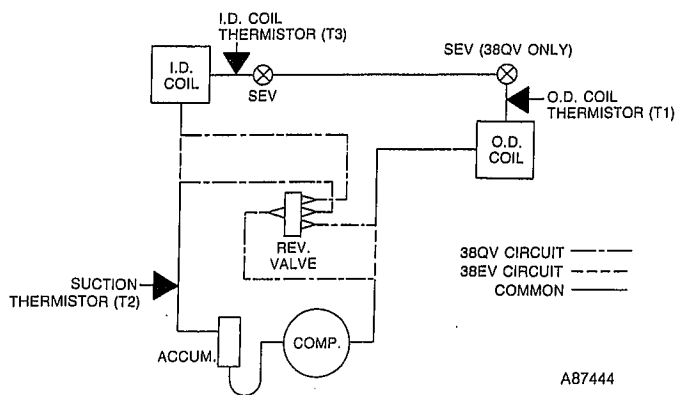 I.D. COIL
THERMISTOR (T3)
SEV (38QV ONLY)
I.D.
COIL
SEV
O.D. COIL
THERMISTOR (T1)
O.D.
COIL
REV.
VALVE
38QV CIRCUIT
38EV CIRCUIT
COMMON
SUCTION
THERMISTOR (T2)
ACCUM.
COMP.
A87444